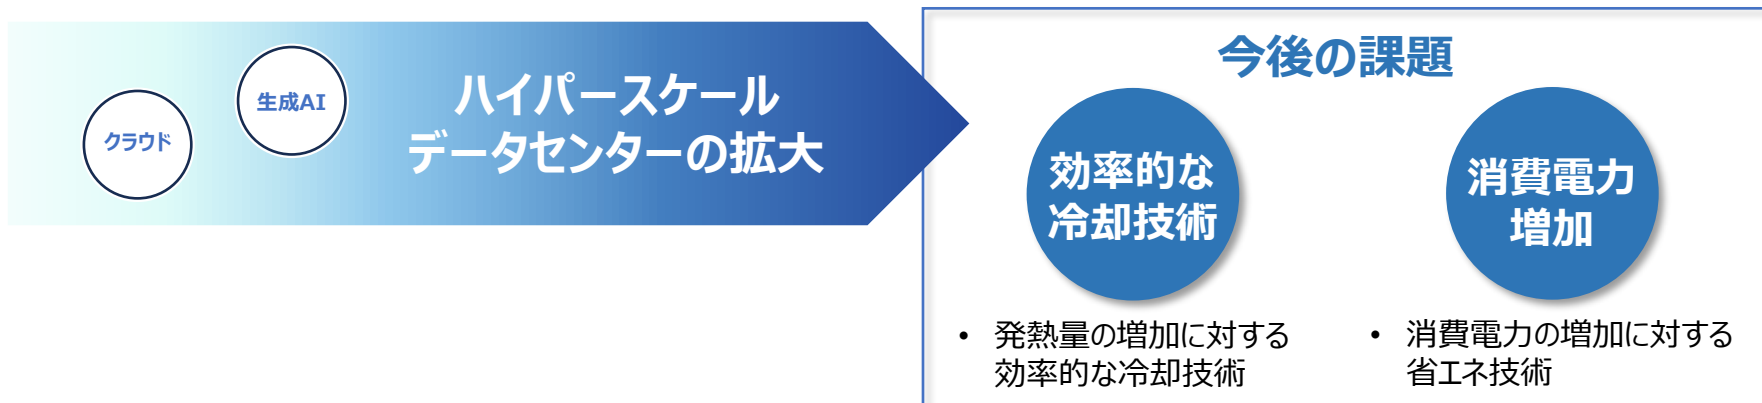 クラウド
生成AI
ハイパースケール
データセンターの拡大
今後の課題
効率的な
冷却技術
消費電力
増加
• 発熱量の増加に対する
効率的な冷却技術
• 消費電力の増加に対する
省エネ技術